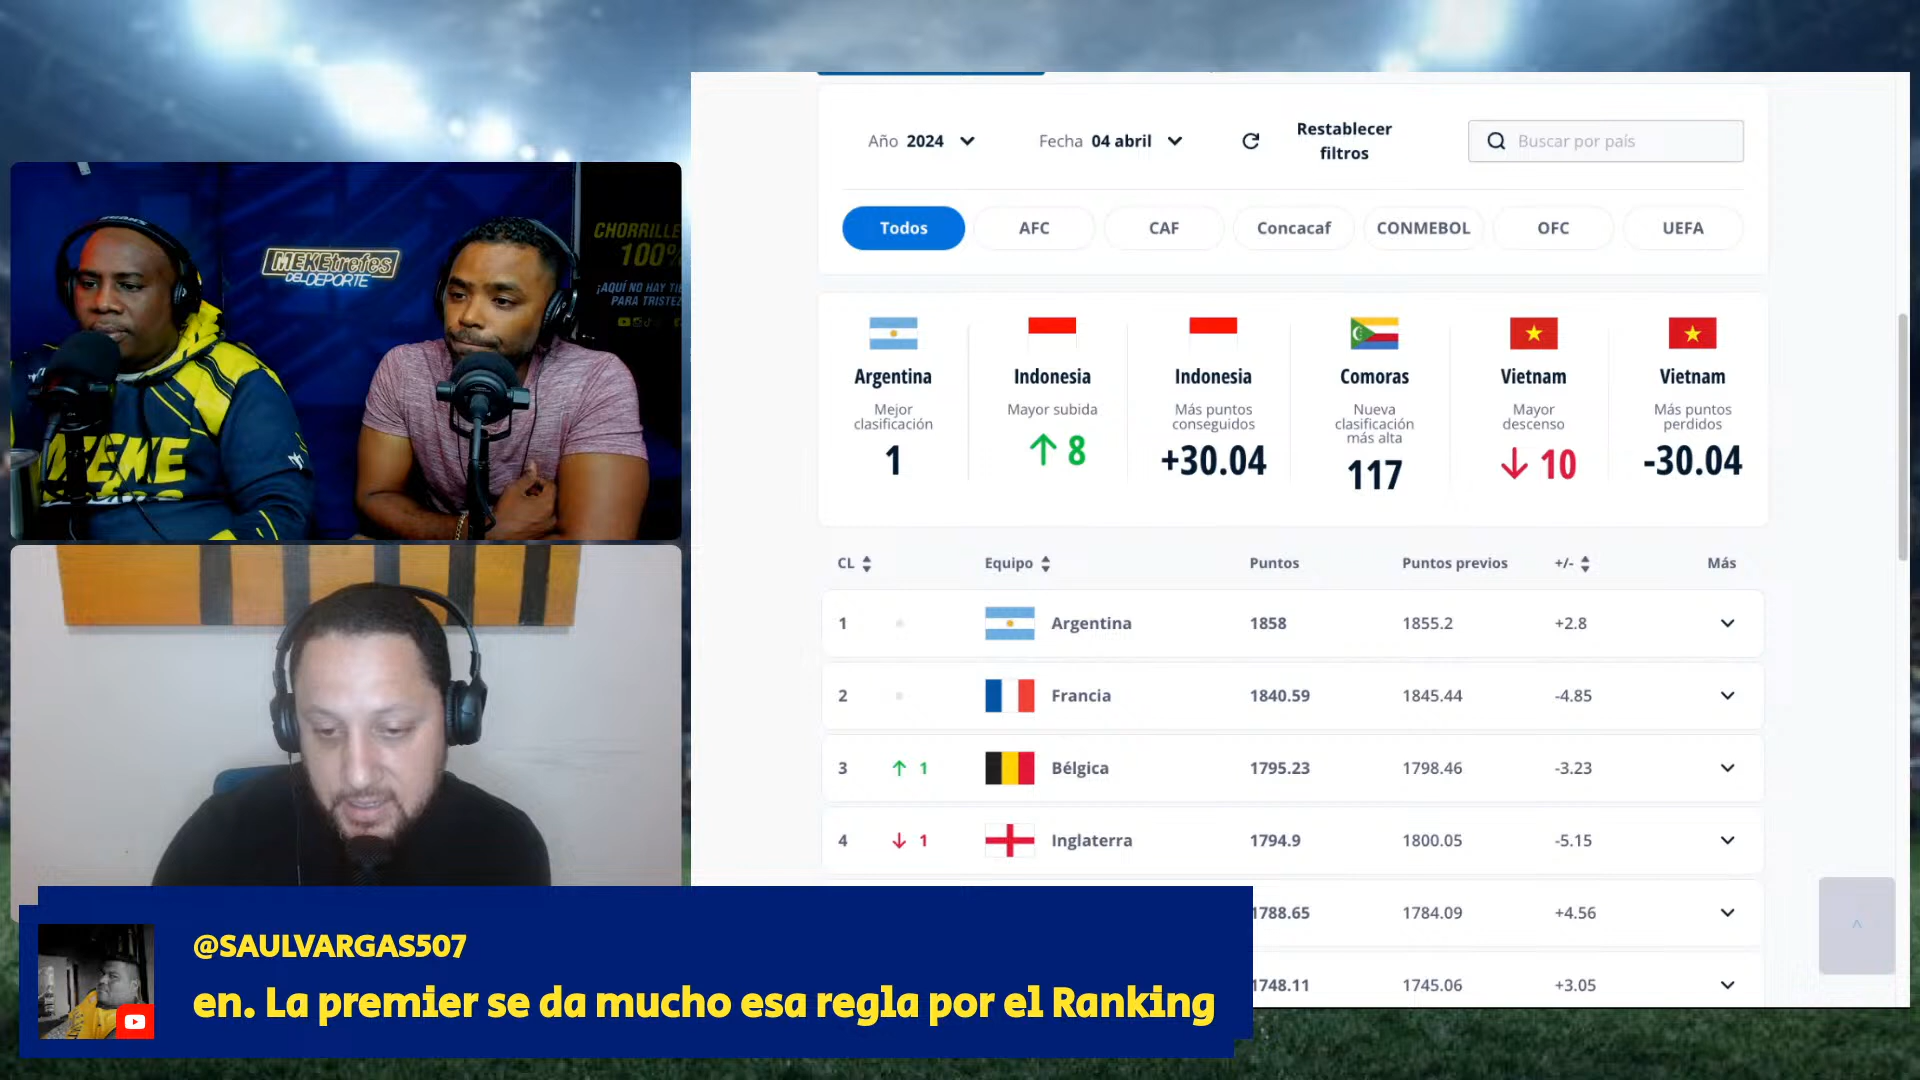 CHORRILLE
100%
¡AQUÍ NO HAY TIE
PARA TRISTEZ
MEKEtrefes
DEL DEPORTE
MEKE
Año 2024
Fecha 04 abril
Restablecer
filtros
Buscar por país
Todos AFC CAF Concacaf CONMEBOL OFC UEFA
Argentina
Mejor
clasificación
1
Indonesia
Mayor subida
8
Indonesia
Más puntos
conseguidos
+30.04
Comoras
Nueva
clasificación
más alta
117
Vietnam
Mayor
descenso
10
Vietnam
Más puntos
perdidos
-30.04
CL Equipo Puntos Puntos previos +/- Más
1 Argentina 1858 1855.2 +2.8
2 Francia 1840.59 1845.44 -4.85
3 1 Bélgica 1795.23 1798.46 -3.23
4 1 Inglaterra 1794.9 1800.05 -5.15
1788.65 1784.09 +4.56
1748.11 1745.06 +3.05
@SAULVARGAS507
en. La premier se da mucho esa regla por el Ranking